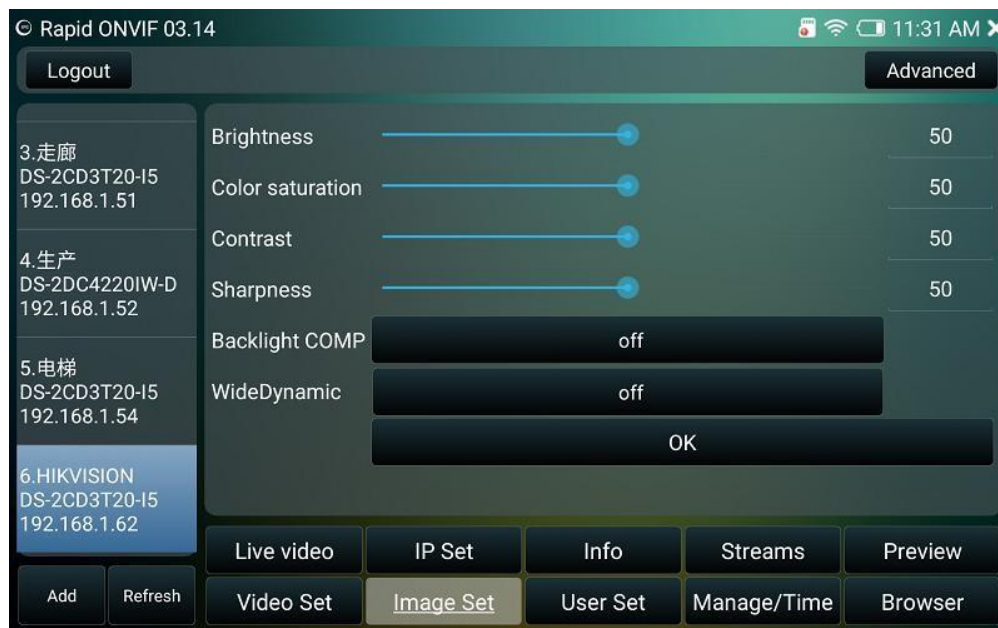 Rapid ONVIF 03.14
11:31 AM
Logout
Advanced
3.走廊
DS-2CD3T20-I5
192.168.1.51
4.生产
DS-2DC4220IW-D
192.168.1.52
5.电梯
DS-2CD3T20-I5
192.168.1.54
6.HIKVISION
DS-2CD3T20-I5
192.168.1.62
Add
Refresh
Brightness 50
Color saturation 50
Contrast 50
Sharpness 50
Backlight COMP off
WideDynamic off
OK
Live video
IP Set
Info
Streams
Preview
Video Set
Image Set
User Set
Manage/Time
Browser